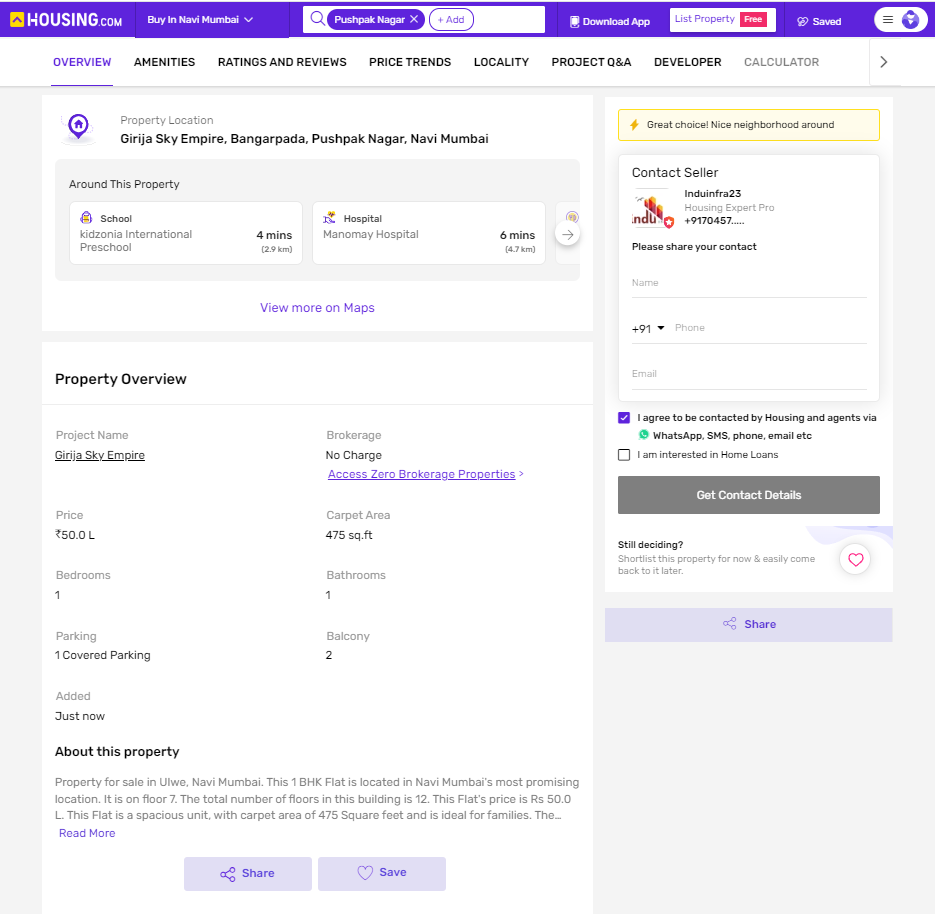 HOUSING.COM
Buy In Navi Mumbai
Pushpak Nagar
+ Add
Download App
List Property Free
Saved
OVERVIEW
AMENITIES
RATINGS AND REVIEWS
PRICE TRENDS
LOCALITY
PROJECT Q&A
DEVELOPER
CALCULATOR
Property Location
Girija Sky Empire, Bangarpada, Pushpak Nagar, Navi Mumbai
Around This Property
School
kidzonia International
Preschool
4 mins
(2.9 km)
Hospital
Manomay Hospital
6 mins
(4.7 km)
View more on Maps
Property Overview
Project Name
Girija Sky Empire
Brokerage
No Charge
Access Zero Brokerage Properties >
Price
₹50.0 L
Carpet Area
475 sq.ft
Bedrooms
1
Bathrooms
1
Parking
1 Covered Parking
Balcony
2
Added
Just now
About this property
Property for sale in Ulwe, Navi Mumbai. This 1 BHK Flat is located in Navi Mumbai's most promising
location. It is on floor 7. The total number of floors in this building is 12. This Flat's price is Rs 50.0
L. This Flat is a spacious unit, with carpet area of 475 Square feet and is ideal for families. The...
Read More
Share
Save
Great choice! Nice neighborhood around
Contact Seller
indu
Induinfra23
Housing Expert Pro
+9170457.....
Please share your contact
Name
+91
Phone
Email
I agree to be contacted by Housing and agents via
WhatsApp, SMS, phone, email etc
I am interested in Home Loans
Get Contact Details
Still deciding?
Shortlist this property for now & easily come
back to it later.
Share